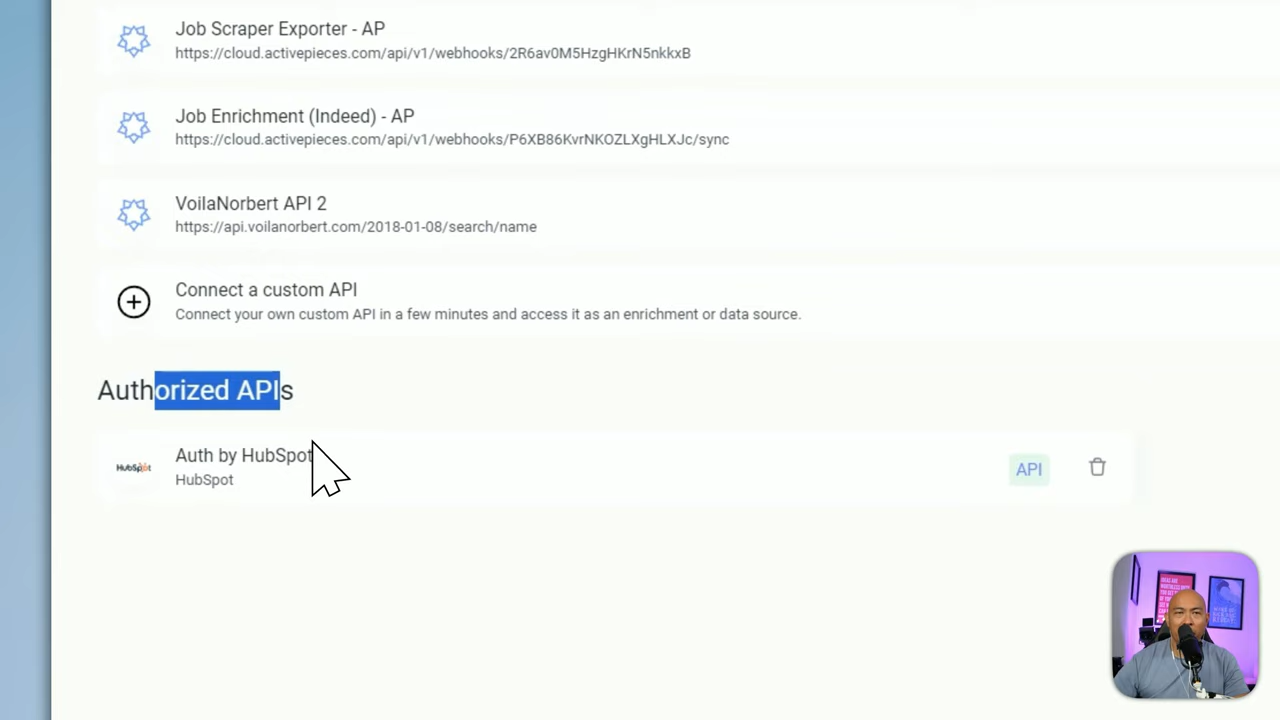 Job Scraper Exporter - AP
https://cloud.activepieces.com/api/v1/webhooks/2R6av0M5HzgHKrN5nkkxB
Job Enrichment (Indeed) - AP
https://cloud.activepieces.com/api/v1/webhooks/P6XB86KvrNKOZLXgHLXJc/sync
VoilaNorbert API 2
https://api.voilanorbert.com/2018-01-08/search/name
Connect a custom API
Connect your own custom API in a few minutes and access it as an enrichment or data source.
Authorized APIs
HubSpot
Auth by HubSpot
HubSpot
API